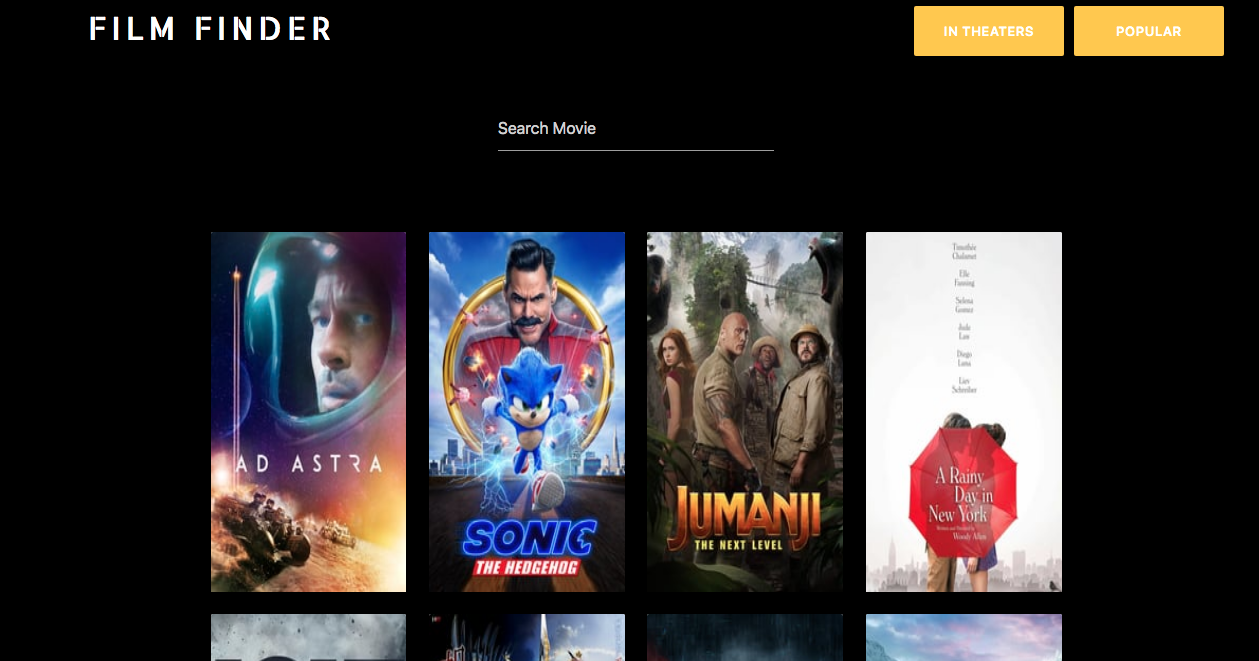 FILM FINDER
IN THEATERS
POPULAR
Search Movie
AD ASTRA
SONIC
THE HEDGEHOG
JUMANJI
THE NEXT LEVEL
Timothée
Chalamet
Elle
Fanning
Selena
Gomez
Jude
Law
Diego
Luna
Liev
Schreiber
A Rainy
Day in
New York
Written and Directed by
Woody Allen